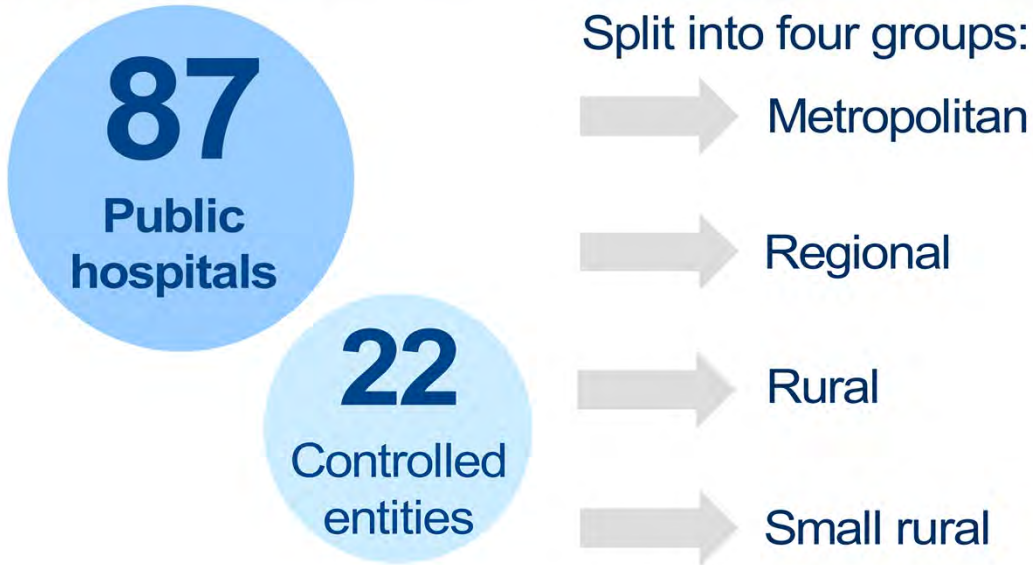 87
Public
hospitals
22
Controlled
entities
Split into four groups:
Metropolitan
Regional
Rural
Small rural